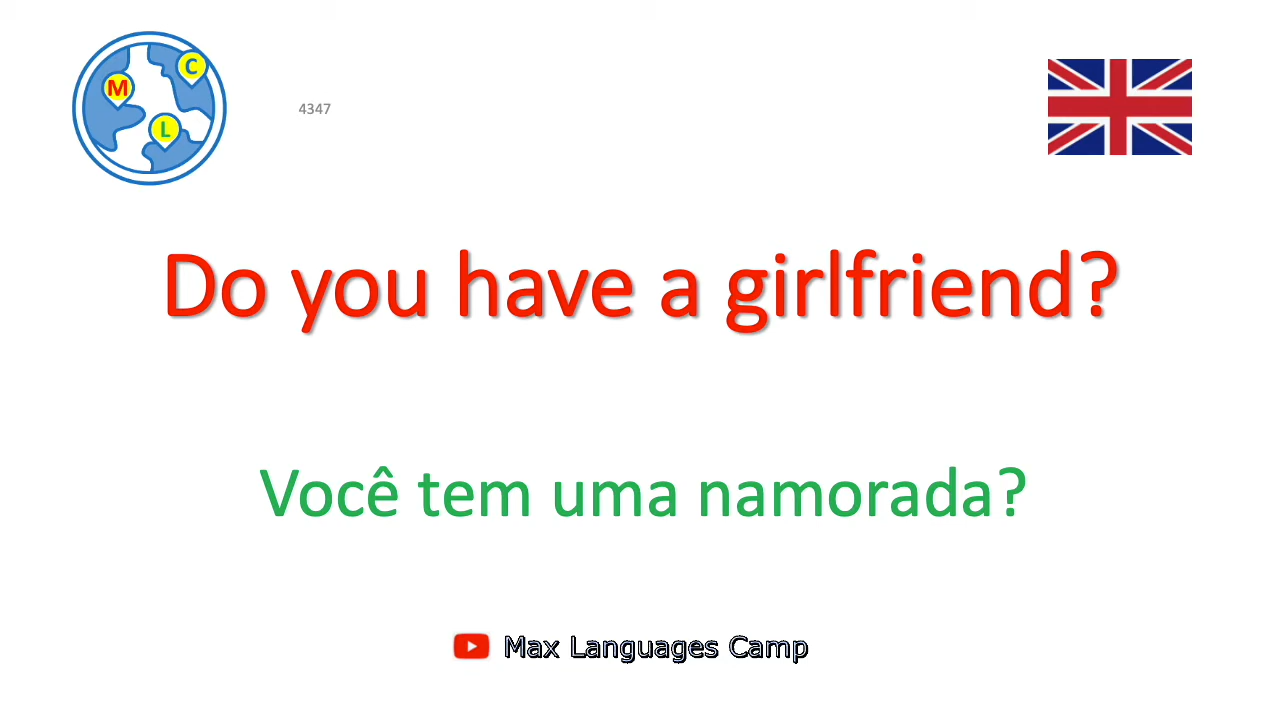 M
C
L
4347
Do you have a girlfriend?
Você tem uma namorada?
Max Languages Camp